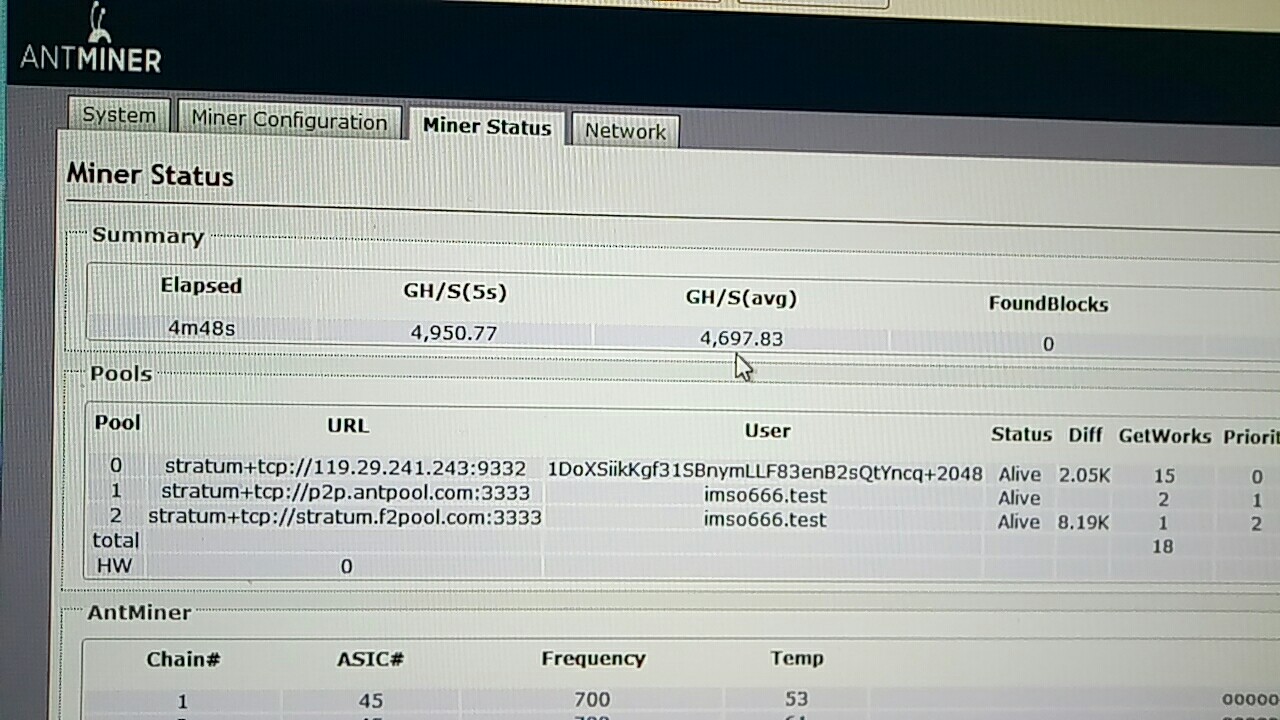 ANTMINER
System Miner Configuration Miner Status Network
Miner Status
Summary
Elapsed GH/S(5s) GH/S(avg) FoundBlocks
4m48s 4,950.77 4,697.83 0
Pools
Pool URL User Status Diff GetWorks Priorit
0 stratum+tcp://119.29.241.243:9332 1DoXSiikKgf31SBnymLLF83enB2sQtYncq+2048 Alive 2.05K 15 0
1 stratum+tcp://p2p.antpool.com:3333 imso666.test Alive 2 1
2 stratum+tcp://stratum.f2pool.com:3333 imso666.test Alive 8.19K 1 2
total 18
HW 0
AntMiner
Chain# ASIC# Frequency Temp
1 45 700 53 ooooo